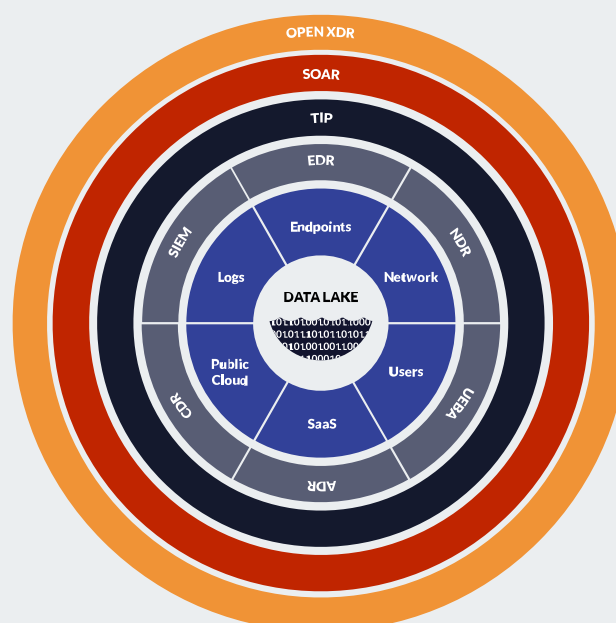 OPEN XDR
SOAR
TIP
EDR
SIEM
NDR
Endpoints
Logs
Network
DATA LAKE
Public
Cloud
Users
SaaS
CDR
UEBA
ADR